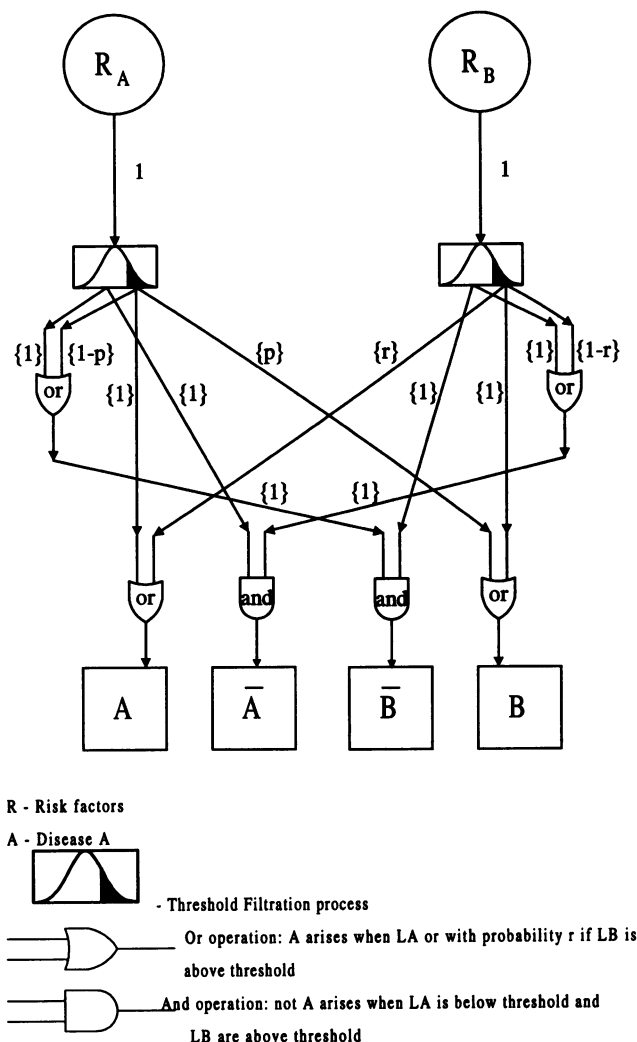 R A
R B
1
1
{1}
{1-p}
{p}
{r}
{1}
{1-r}
or
{1}
{1}
{1}
{1}
or
{1}
{1}
or
and
and
or
A
A̅
B̅
B
R - Risk factors
A - Disease A
- Threshold Filtration process
Or operation: A arises when LA or with probability r if LB is
above threshold
And operation: not A arises when LA is below threshold and
LB are above threshold